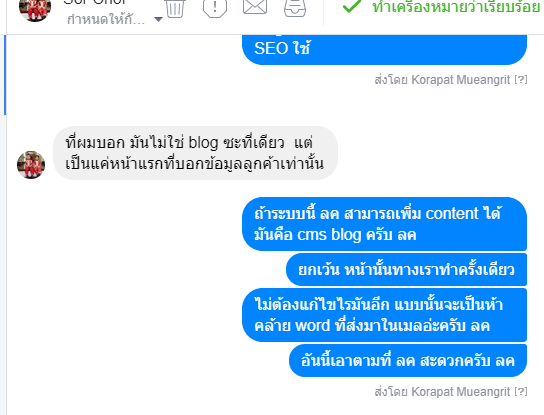 กำหนดให้กั...
ทำเครื่องหมายว่าเรียบร้อย
SEO ใช้
ส่งโดย Korapat Mueangrit [?]
ที่ผมบอก มันไม่ใช่ blog ซะทีเดียว แต่
เป็นแค่หน้าแรกที่บอกข้อมูลลูกค้าเท่านั้น
ถ้าระบบนี้ ลค สามารถเพิ่ม content ได้
มันคือ cms blog ครับ ลค
ยกเว้น หน้านั้นทางเราทำครั้งเดียว
ไม่ต้องแก้ไขไรมันอีก แบบนั้นจะเป็นห้า
คล้าย word ที่ส่งมาในเมลอ่ะครับ ลค
อันนี้เอาตามที่ ลค สะดวกครับ ลค
ส่งโดย Korapat Mueangrit [?]